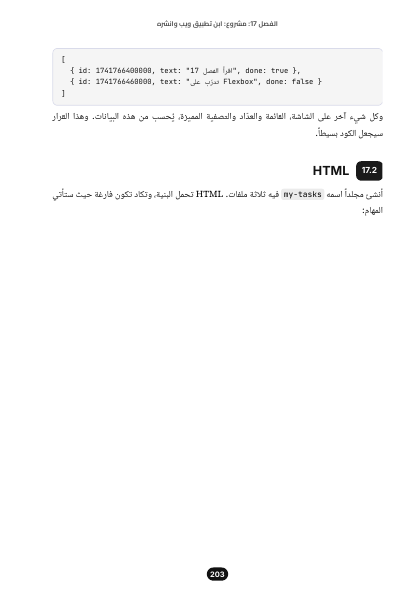 الفصل 17: مشروع: ابن تطبيق ويب وانشره
[
{ id: 1741766400000, text: "اقرأ الفصل 17", done: true },
{ id: 1741766460000, text: "تدرّب على Flexbox", done: false }
]
وكل شيء آخر على الشاشة، القائمة والعدّاد والتصفية المميزة، يُحسب من هذه البيانات. وهذا القرار
سيجعل الكود بسيطاً.
17.2 HTML
أنشئ مجلداً اسمه my-tasks فيه ثلاثة ملفات. HTML تحمل البنية، وتكاد تكون فارغة حيث ستأتي
المهام:
203